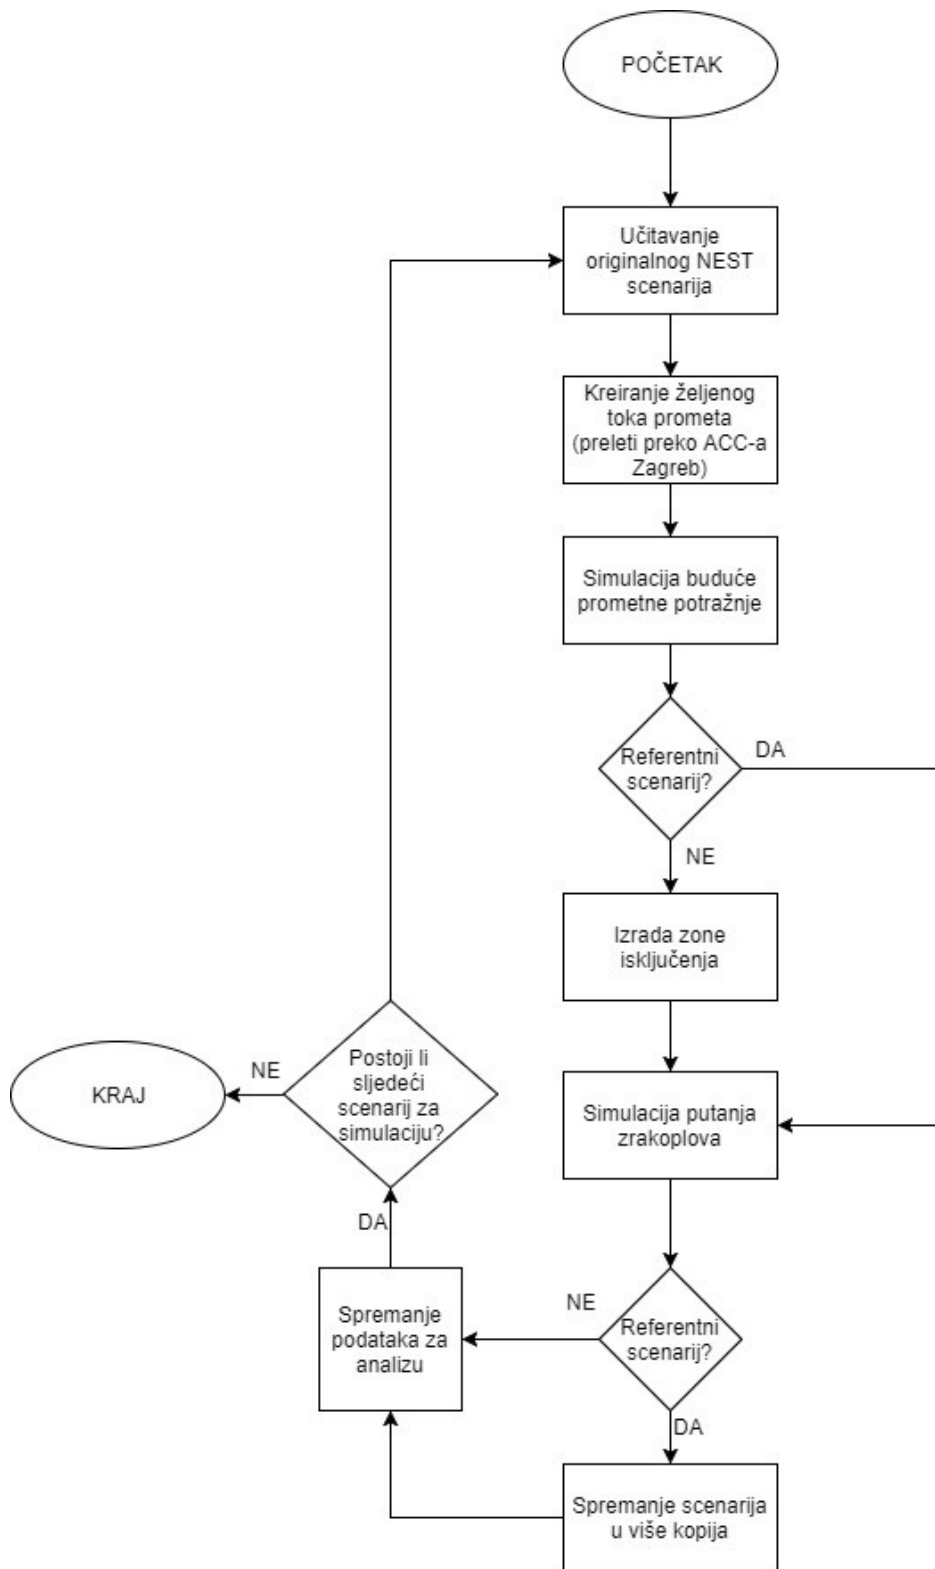 POČETAK
Učitavanje
originalnog NEST
scenarija
Kreiranje željenog
toka prometa
(preleti preko ACC-a
Zagreb)
Simulacija buduće
prometne potražnje
Referentni
scenarij?
DA
NE
Izrada zone
isključenja
Simulacija putanja
zrakoplova
Referentni
scenarij?
NE
DA
Spremanje scenarija
u više kopija
Spremanje
podataka za
analizu
DA
Postoji li
sljedeći
scenarij za
simulaciju?
NE
KRAJ